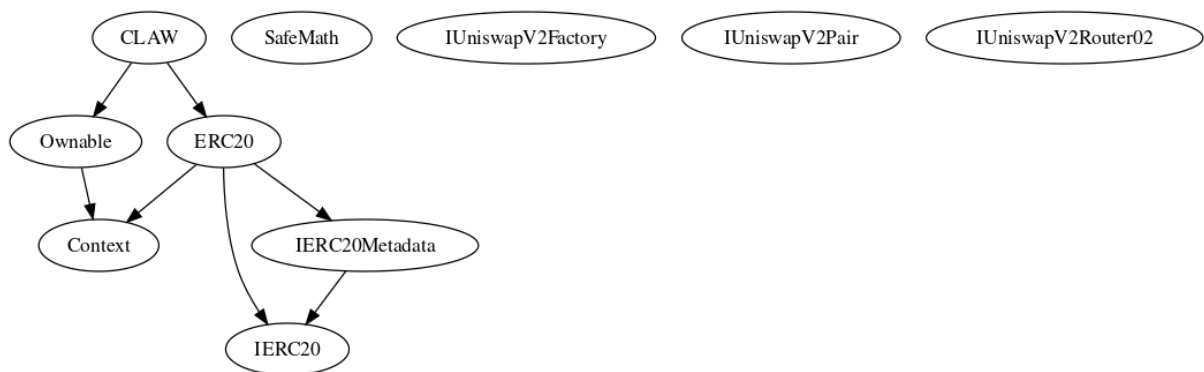 CLAW
SafeMath
IUniswapV2Factory
IUniswapV2Pair
IUniswapV2Router02
Ownable
ERC20
Context
IERC20Metadata
IERC20